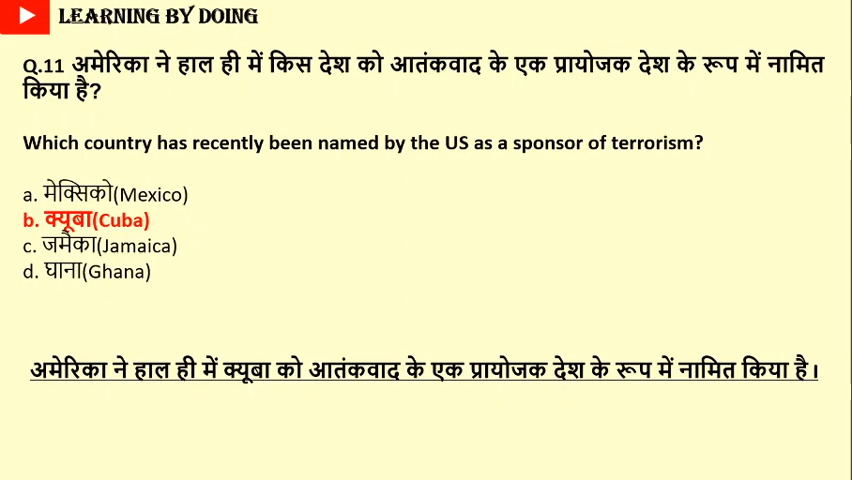 LEARNING BY DOING
Q.11 अमेरिका ने हाल ही में किस देश को आतंकवाद के एक प्रायोजक देश के रूप में नामित
किया है?
Which country has recently been named by the US as a sponsor of terrorism?
a. मेक्सिको(Mexico)
b. क्यूबा(Cuba)
c. जमैका(Jamaica)
d. घाना(Ghana)
अमेरिका ने हाल ही में क्यूबा को आतंकवाद के एक प्रायोजक देश के रूप में नामित किया है।